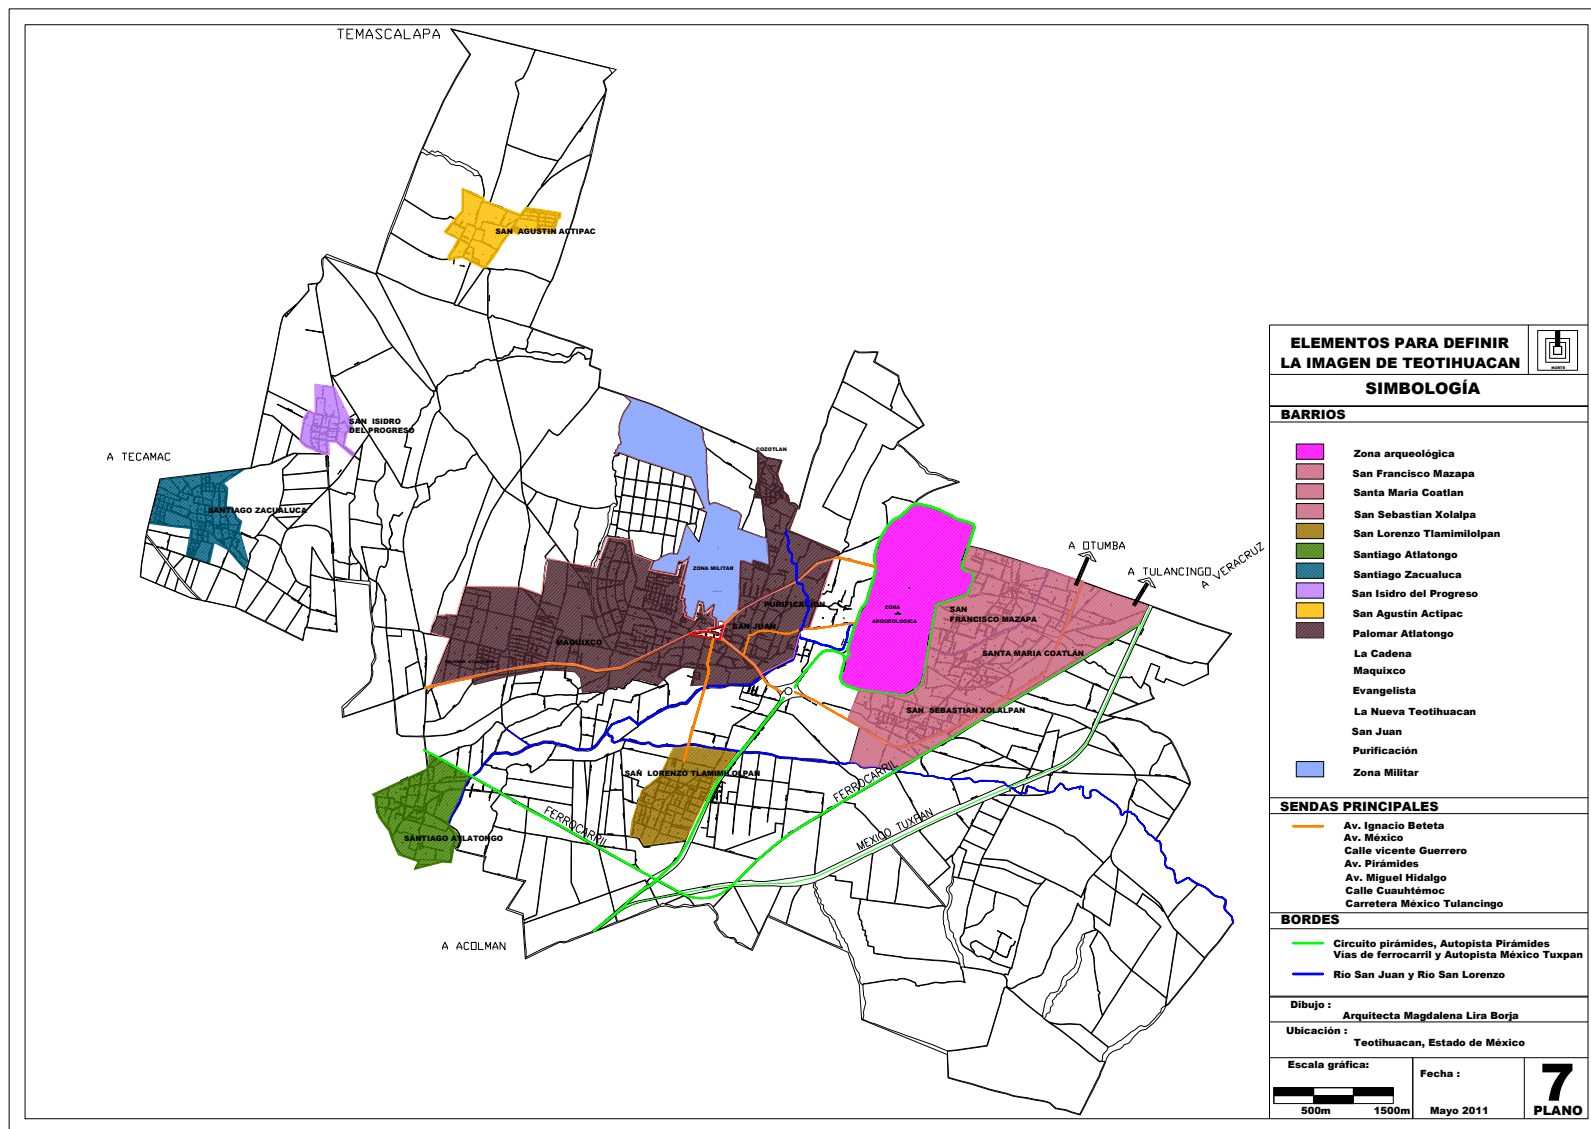 TEMASCALAPA
SAN AGUSTIN ACTIPAC
SAN ISIDRO
DEL PROGRESO
A TECAMAC
SANTIAGO ZACUALUCA
COZOTLAN
ZONA MILITAR
PURIFICACION
SAN JUAN
MAQUIXCO
ZONA
ARQUEOLOGICA
SAN
FRANCISCO MAZAPA
SANTA MARIA COATLAN
SAN SEBASTIAN XOLALPAN
A OTUMBA
A TULANCINGO
A VERACRUZ
SAN LORENZO TLAMIMILOLPAN
SANTIAGO ATLATONGO
FERROCARRIL
FERROCARRIL
MEXICO TUXPAN
A ACOLMAN
ELEMENTOS PARA DEFINIR
LA IMAGEN DE TEOTIHUACAN
NORTE
SIMBOLOGÍA
BARRIOS
Zona arqueológica
San Francisco Mazapa
Santa Maria Coatlan
San Sebastian Xolalpa
San Lorenzo Tlamimilolpan
Santiago Atlatongo
Santiago Zacualuca
San Isidro del Progreso
San Agustín Actipac
Palomar Atlatongo
La Cadena
Maquixco
Evangelista
La Nueva Teotihuacan
San Juan
Purificación
Zona Militar
SENDAS PRINCIPALES
Av. Ignacio Beteta
Av. México
Calle vicente Guerrero
Av. Pirámides
Av. Miguel Hidalgo
Calle Cuauhtémoc
Carretera México Tulancingo
BORDES
Circuito pirámides, Autopista Pirámides
Vías de ferrocarril y Autopista México Tuxpan
Río San Juan y Río San Lorenzo
Dibujo :
Arquitecta Magdalena Lira Borja
Ubicación :
Teotihuacan, Estado de México
Escala gráfica:
500m 1500m
Fecha :
Mayo 2011
7
PLANO